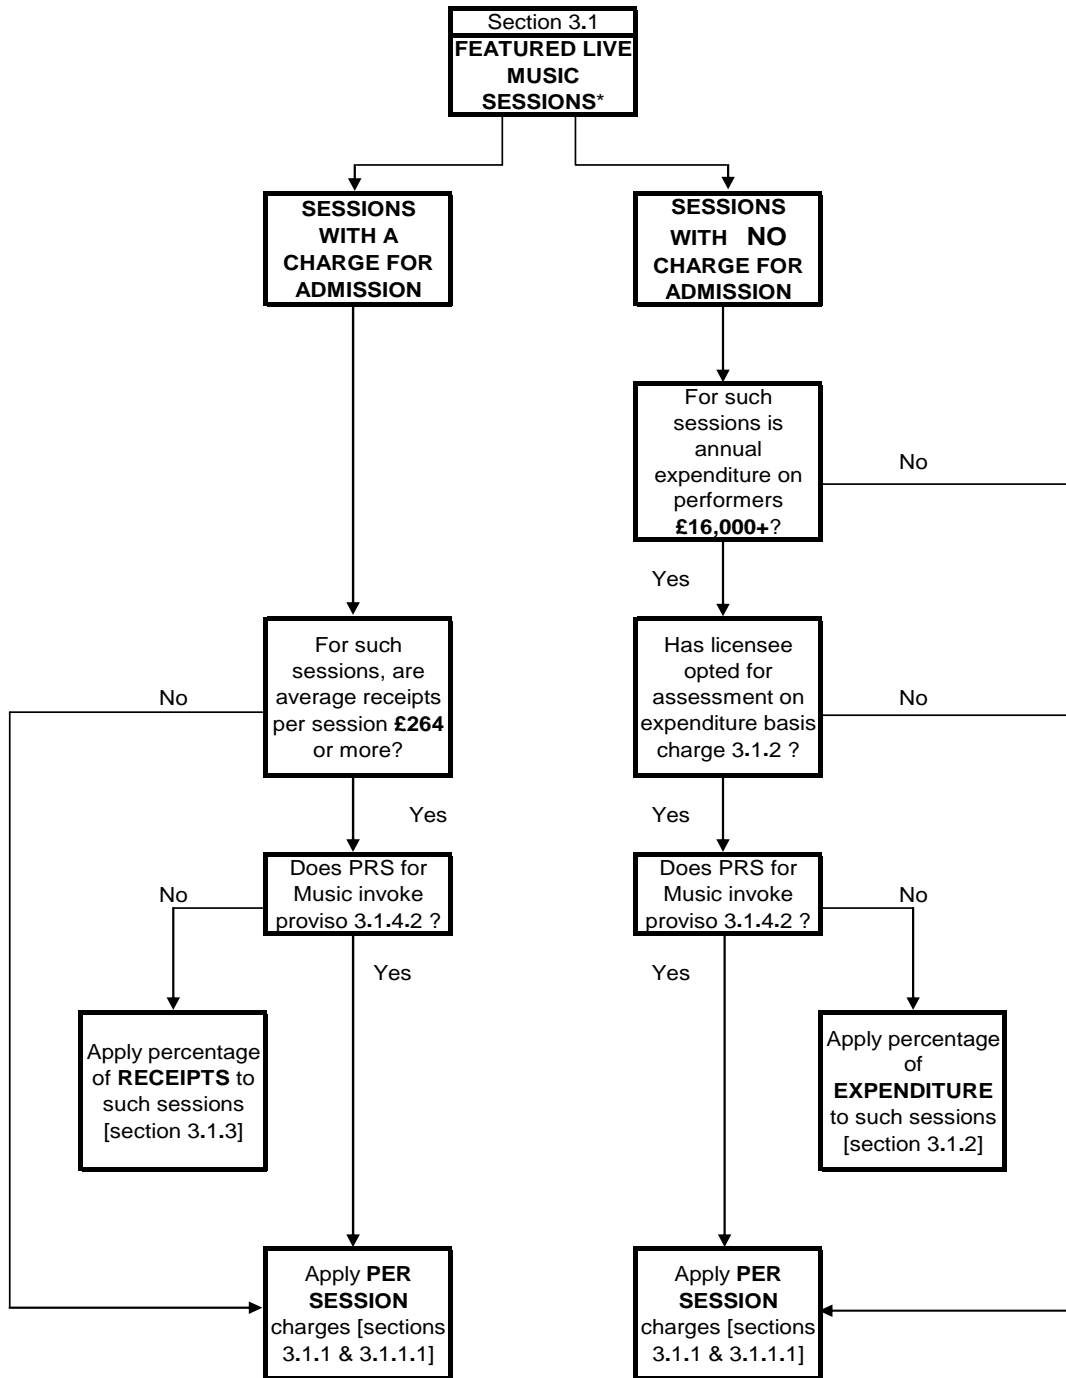 Section 3.1
FEATURED LIVE
MUSIC
SESSIONS*
SESSIONS
WITH A
CHARGE FOR
ADMISSION
SESSIONS
WITH NO
CHARGE FOR
ADMISSION
For such
sessions is
annual
expenditure on
performers
£16,000+?
No
Yes
For such
sessions, are
average receipts
per session £264
or more?
No
Yes
Has licensee
opted for
assessment on
expenditure basis
charge 3.1.2 ?
No
Yes
Does PRS for
Music invoke
proviso 3.1.4.2 ?
No
Yes
Does PRS for
Music invoke
proviso 3.1.4.2 ?
No
Yes
Apply percentage
of RECEIPTS to
such sessions
[section 3.1.3]
Apply percentage
of
EXPENDITURE
to such sessions
[section 3.1.2]
Apply PER
SESSION
charges [sections
3.1.1 & 3.1.1.1]
Apply PER
SESSION
charges [sections
3.1.1 & 3.1.1.1]